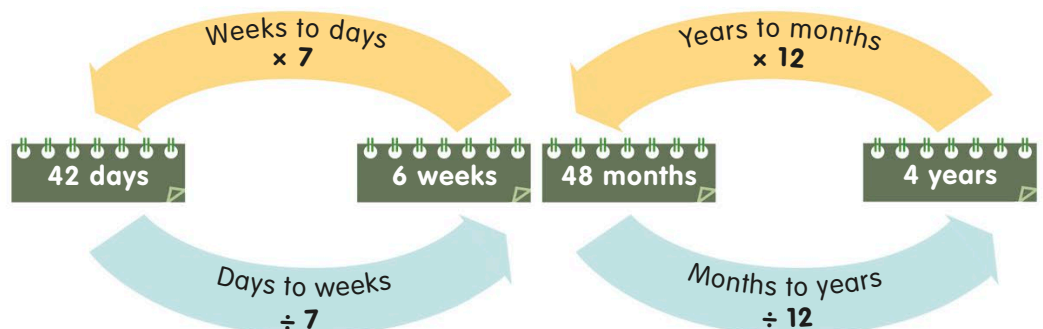 Weeks to days
× 7
Years to months
× 12
42 days
6 weeks
48 months
4 years
Days to weeks
÷ 7
Months to years
÷ 12